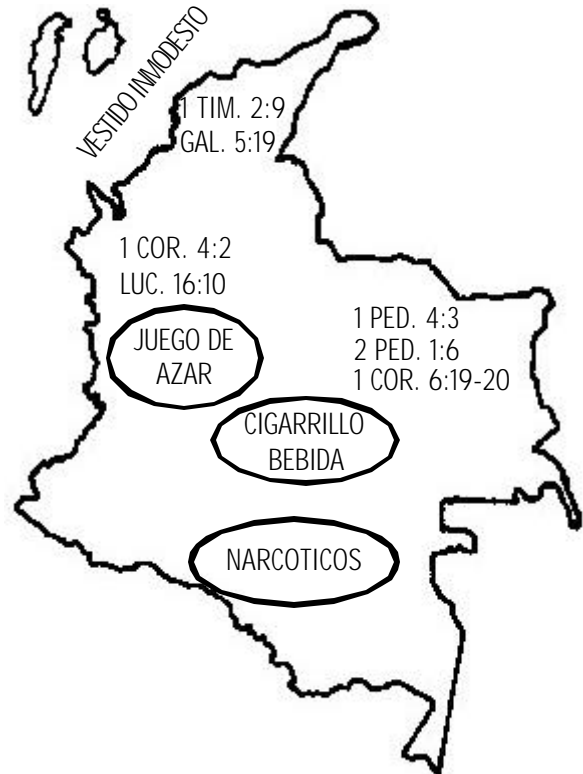 VESTIDO INMODESTO
1 TIM. 2:9
GAL. 5:19
1 COR. 4:2
LUC. 16:10
JUEGO DE
AZAR
1 PED. 4:3
2 PED. 1:6
1 COR. 6:19-20
CIGARRILLO
BEBIDA
NARCOTICOS